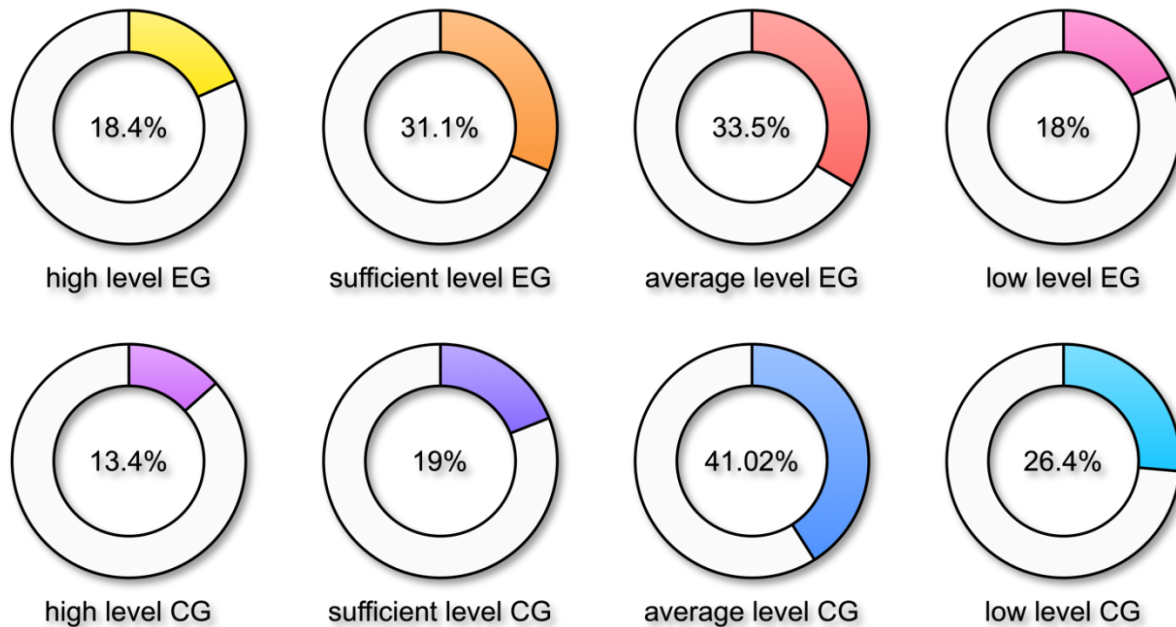 18.4%
31.1%
33.5%
18%
high level EG
sufficient level EG
average level EG
low level EG
13.4%
19%
41.02%
26.4%
high level CG
sufficient level CG
average level CG
low level CG